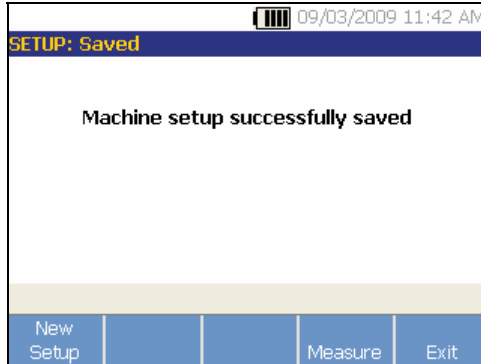 09/03/2009 11:42 AM
SETUP: Saved
Machine setup successfully saved
New
Setup
Measure
Exit